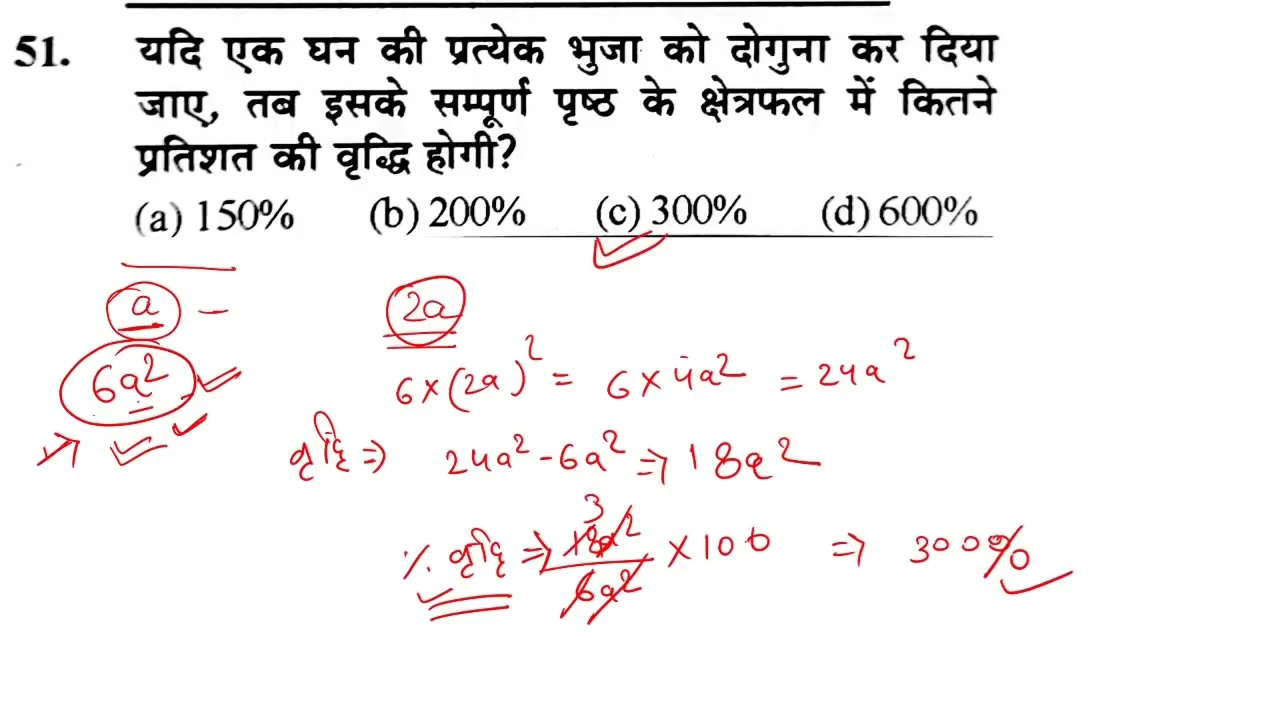 51. यदि एक घन की प्रत्येक भुजा को दोगुना कर दिया
जाए, तब इसके सम्पूर्ण पृष्ठ के क्षेत्रफल में कितने
प्रतिशत की वृद्धि होगी?
(a) 150% (b) 200% (c) 300% (d) 600%
a – 2a
6a²
6×(2a)² = 6×4a² = 24a²
वृद्धि ⇒ 24a² – 6a² ⇒ 18a²
3
% वृद्धि ⇒ 18a²/6a² × 100 ⇒ 300%